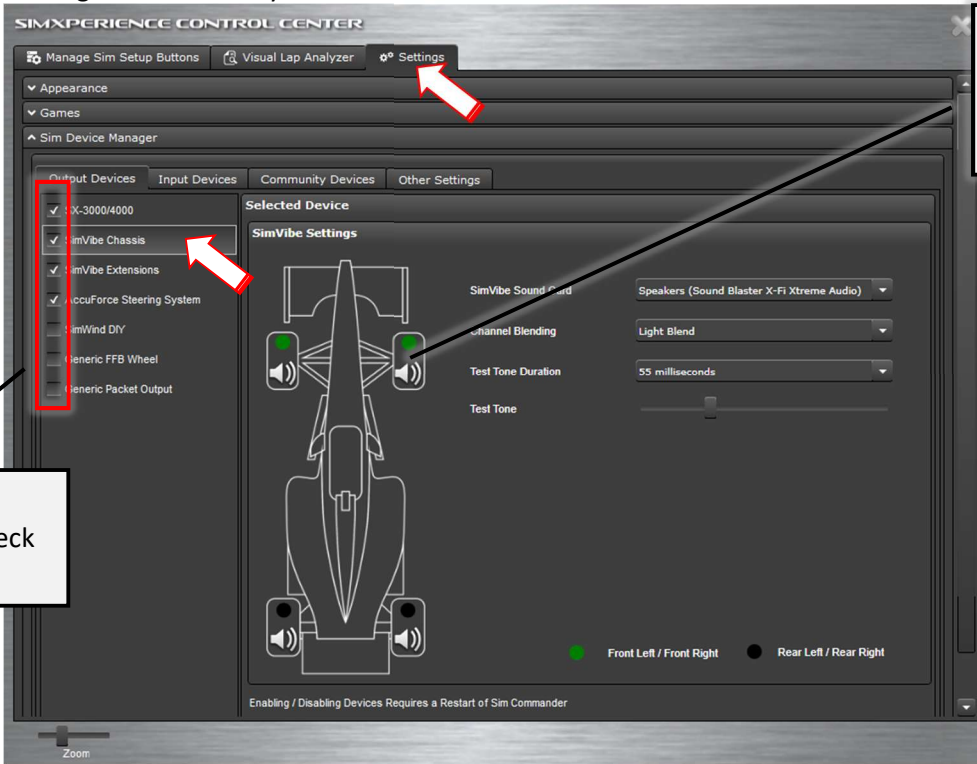 SIMXPERIENCE CONTROL CENTER
Manage Sim Setup Buttons Visual Lap Analyzer Settings
Appearance
Games
Sim Device Manager
Output Devices Input Devices Community Devices Other Settings
SX-3000/4000
SimVibe Chassis
SimVibe Extensions
AccuForce Steering System
SimWind DIY
Generic FFB Wheel
Generic Packet Output
Selected Device
SimVibe Settings
SimVibe Sound Card Speakers (Sound Blaster X-Fi Xtreme Audio)
Channel Blending Light Blend
Test Tone Duration 55 milliseconds
Test Tone
Front Left / Front Right Rear Left / Rear Right
Enabling / Disabling Devices Requires a Restart of Sim Commander
eck
Zoom